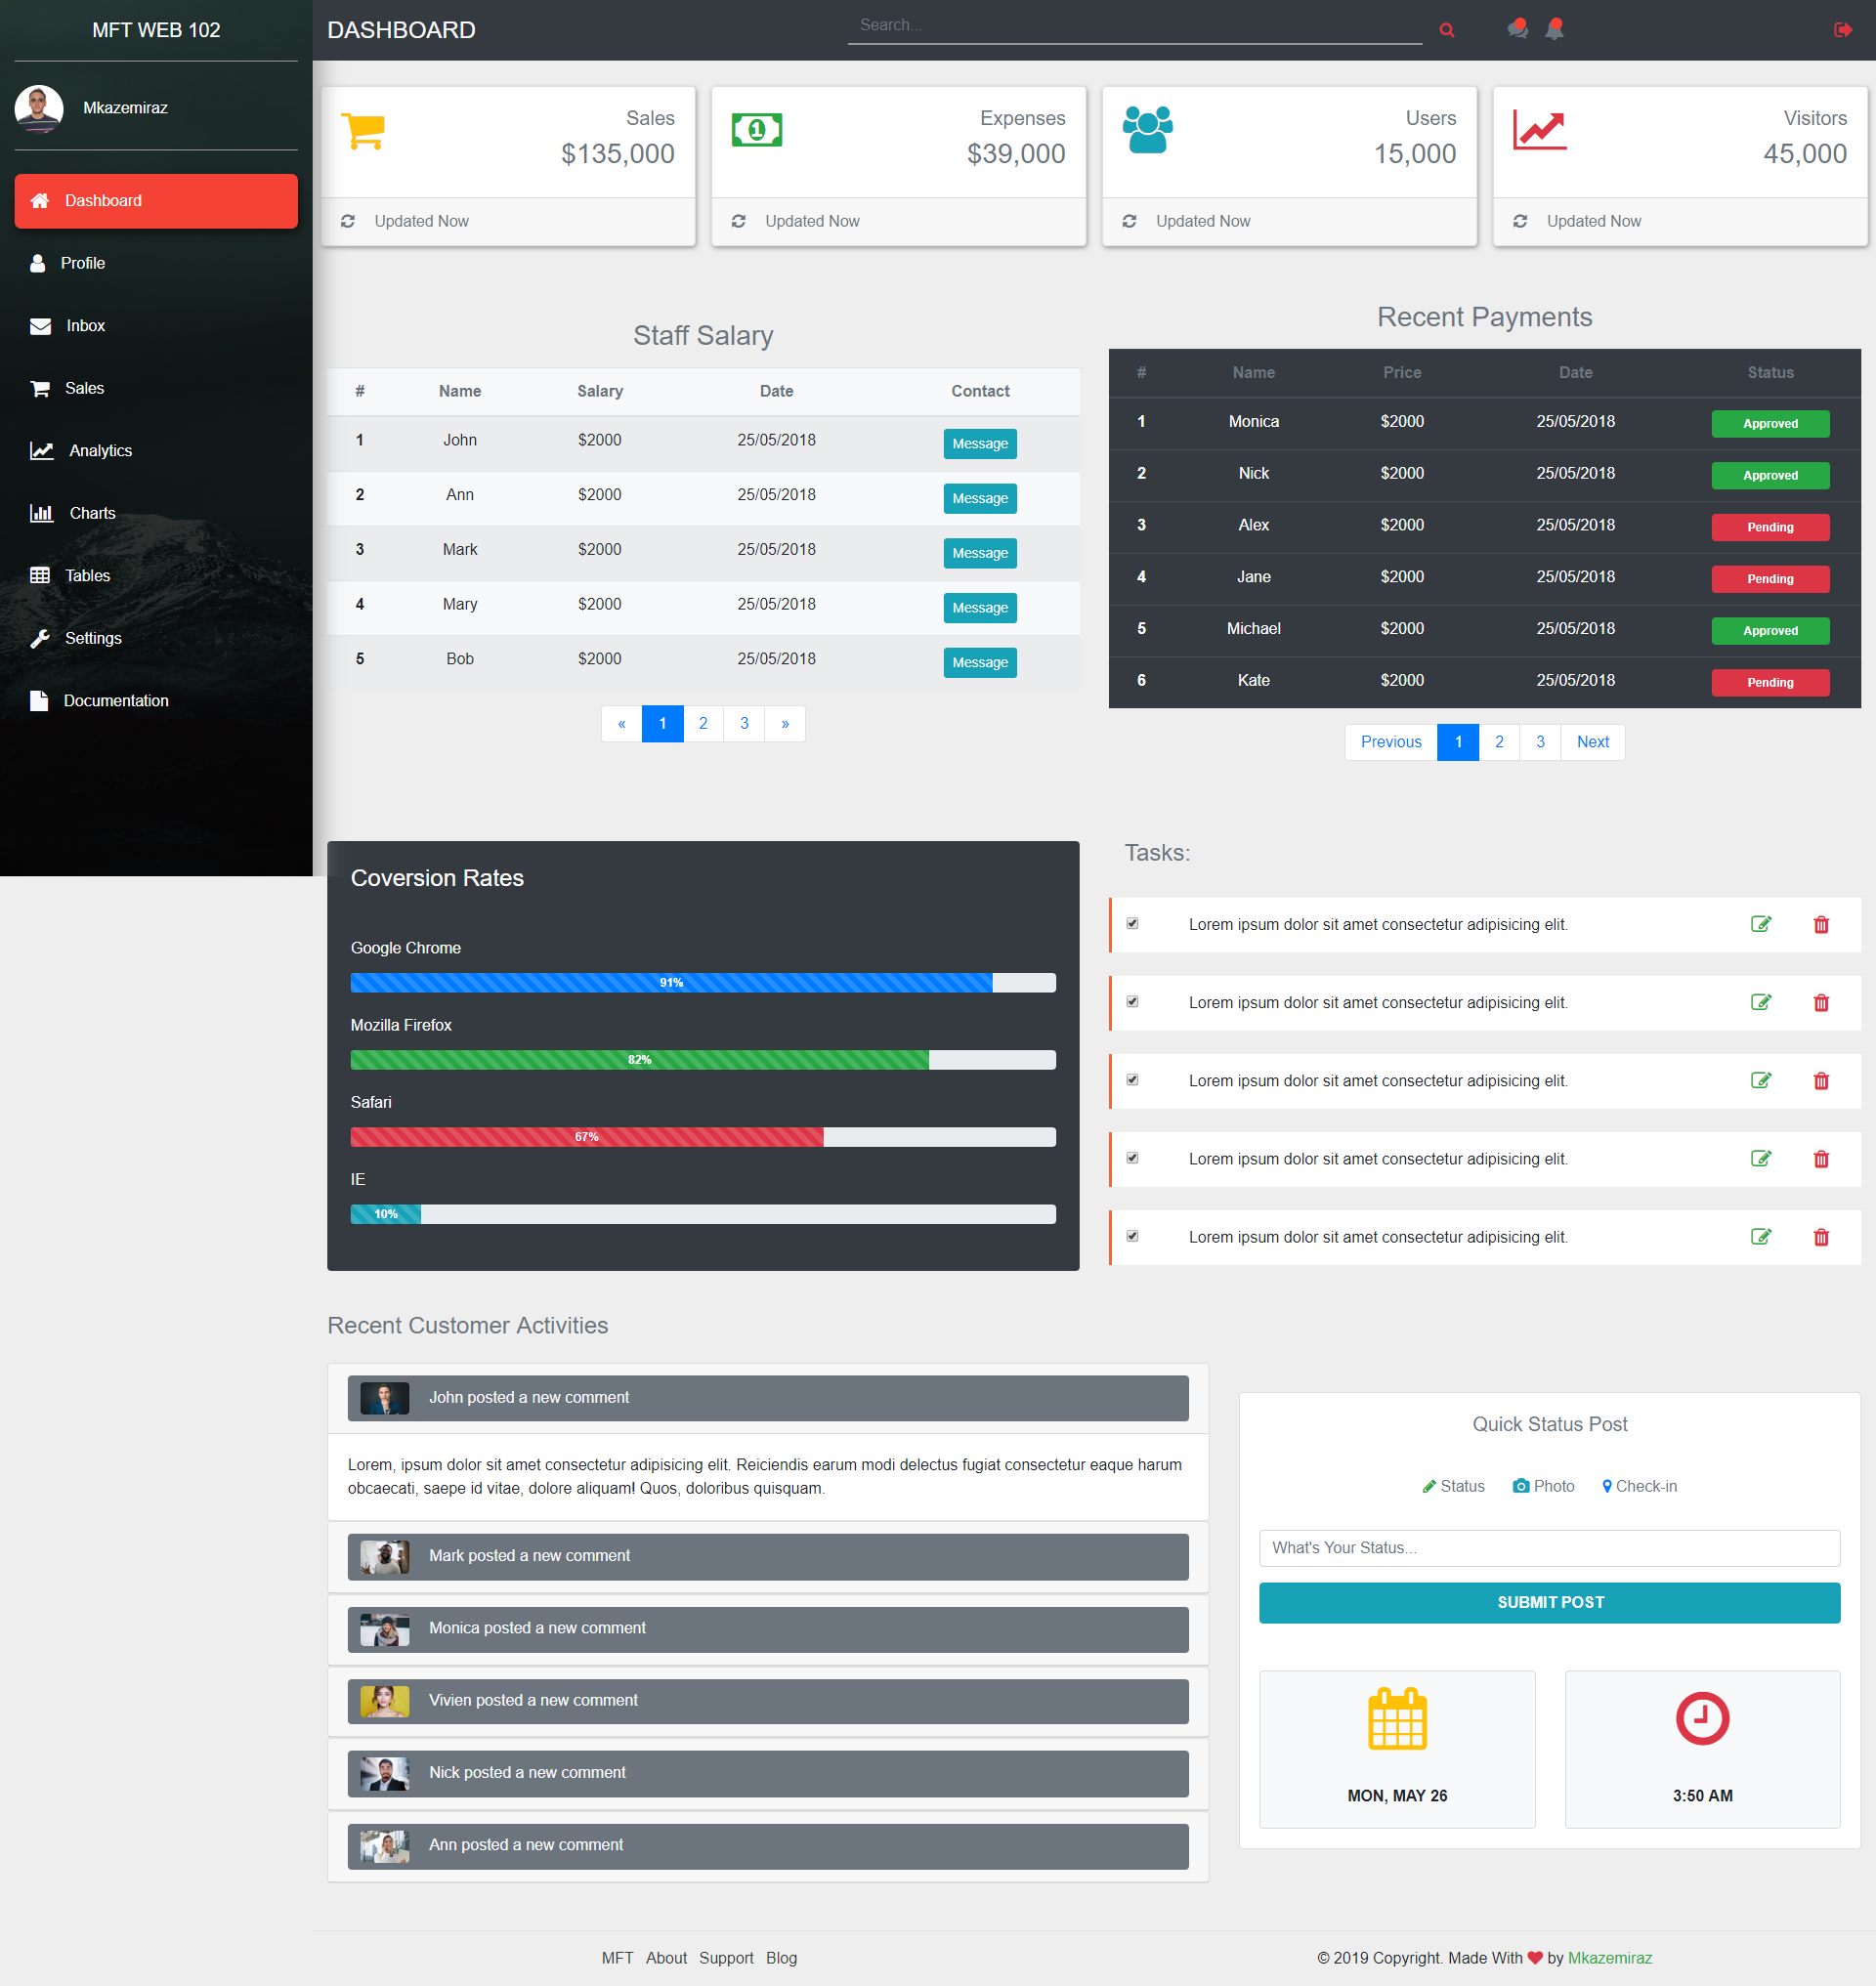 MFT WEB 102
Mkazemiraz
Dashboard
Profile
Inbox
Sales
Analytics
Charts
Tables
Settings
Documentation
DASHBOARD
Search...
Sales
$135,000
Updated Now
Expenses
$39,000
Updated Now
Users
15,000
Updated Now
Visitors
45,000
Updated Now
Staff Salary
# Name Salary Date Contact
1 John $2000 25/05/2018 Message
2 Ann $2000 25/05/2018 Message
3 Mark $2000 25/05/2018 Message
4 Mary $2000 25/05/2018 Message
5 Bob $2000 25/05/2018 Message
« 1 2 3 »
Recent Payments
# Name Price Date Status
1 Monica $2000 25/05/2018 Approved
2 Nick $2000 25/05/2018 Approved
3 Alex $2000 25/05/2018 Pending
4 Jane $2000 25/05/2018 Pending
5 Michael $2000 25/05/2018 Approved
6 Kate $2000 25/05/2018 Pending
Previous 1 2 3 Next
Coversion Rates
Google Chrome
91%
Mozilla Firefox
82%
Safari
67%
IE
10%
Tasks:
Lorem ipsum dolor sit amet consectetur adipisicing elit.
Lorem ipsum dolor sit amet consectetur adipisicing elit.
Lorem ipsum dolor sit amet consectetur adipisicing elit.
Lorem ipsum dolor sit amet consectetur adipisicing elit.
Lorem ipsum dolor sit amet consectetur adipisicing elit.
Recent Customer Activities
John posted a new comment
Lorem, ipsum dolor sit amet consectetur adipisicing elit. Reiciendis earum modi delectus fugiat consectetur eaque harum
obcaecati, saepe id vitae, dolore aliquam! Quos, doloribus quisquam.
Mark posted a new comment
Monica posted a new comment
Vivien posted a new comment
Nick posted a new comment
Ann posted a new comment
Quick Status Post
Status Photo Check-in
What's Your Status...
SUBMIT POST
MON, MAY 26
3:50 AM
MFT About Support Blog
© 2019 Copyright. Made With ❤ by Mkazemiraz